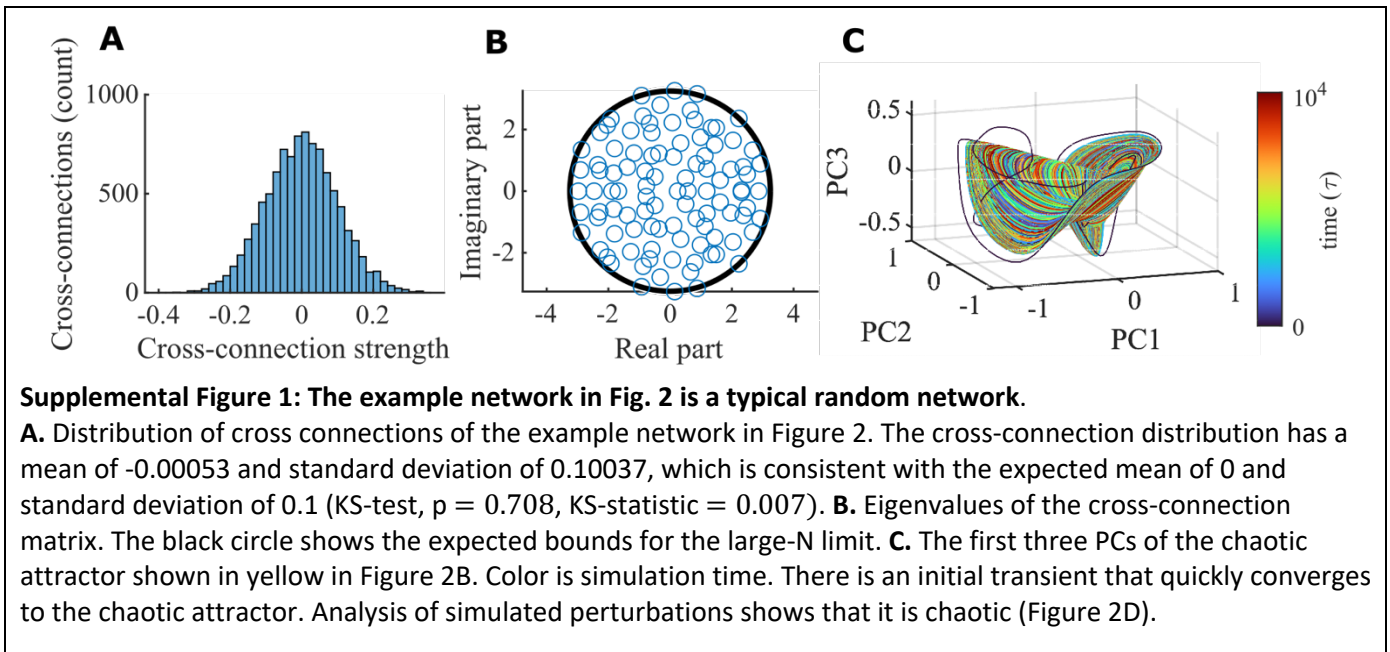 A
B
C
Cross-connections (count)
1000
500
0
-0.4
-0.2
0
0.2
Cross-connection strength
Imaginary part
2
0
-2
-4
-2
0
2
4
Real part
PC3
0.5
0
-0.5
1
0
-1
PC2
-1
0
1
PC1
10⁴
0
time (τ)
Supplemental Figure 1: The example network in Fig. 2 is a typical random network.
A. Distribution of cross connections of the example network in Figure 2. The cross-connection distribution has a
mean of -0.00053 and standard deviation of 0.10037, which is consistent with the expected mean of 0 and
standard deviation of 0.1 (KS-test, p = 0.708, KS-statistic = 0.007). B. Eigenvalues of the cross-connection
matrix. The black circle shows the expected bounds for the large-N limit. C. The first three PCs of the chaotic
attractor shown in yellow in Figure 2B. Color is simulation time. There is an initial transient that quickly converges
to the chaotic attractor. Analysis of simulated perturbations shows that it is chaotic (Figure 2D).